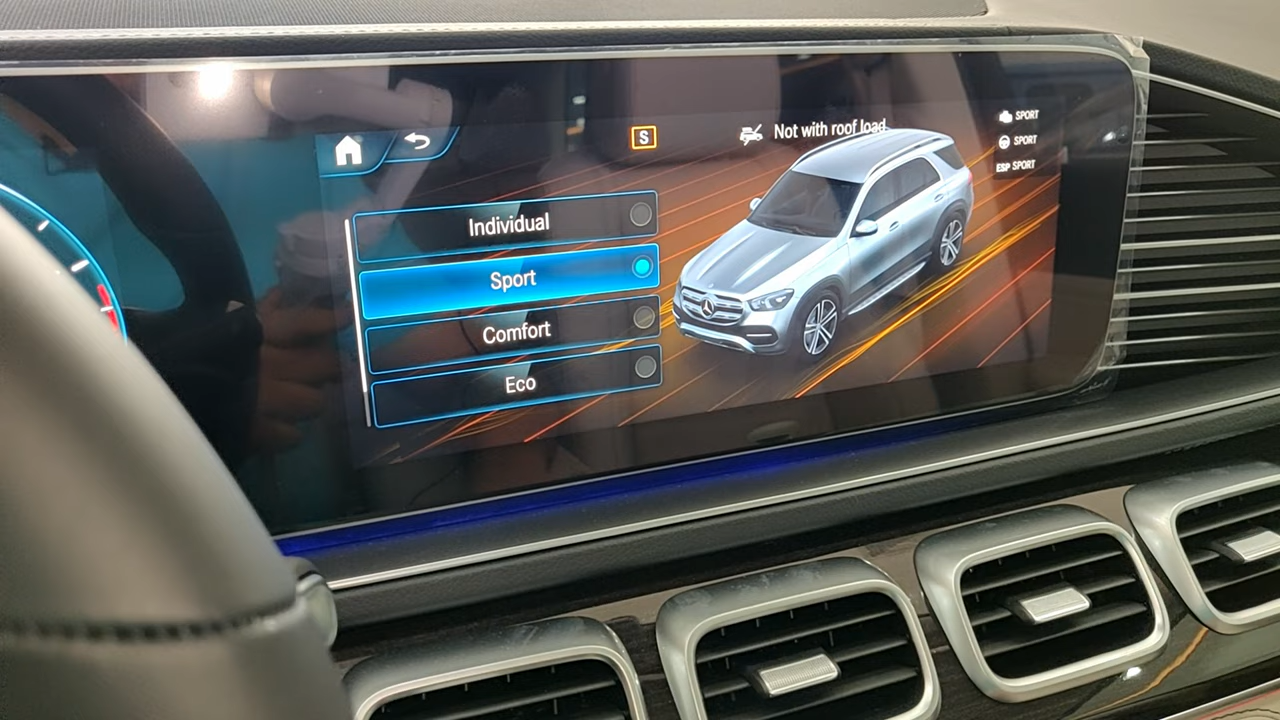 S
Not with roof load
SPORT
SPORT
ESP SPORT
Individual
Sport
Comfort
Eco